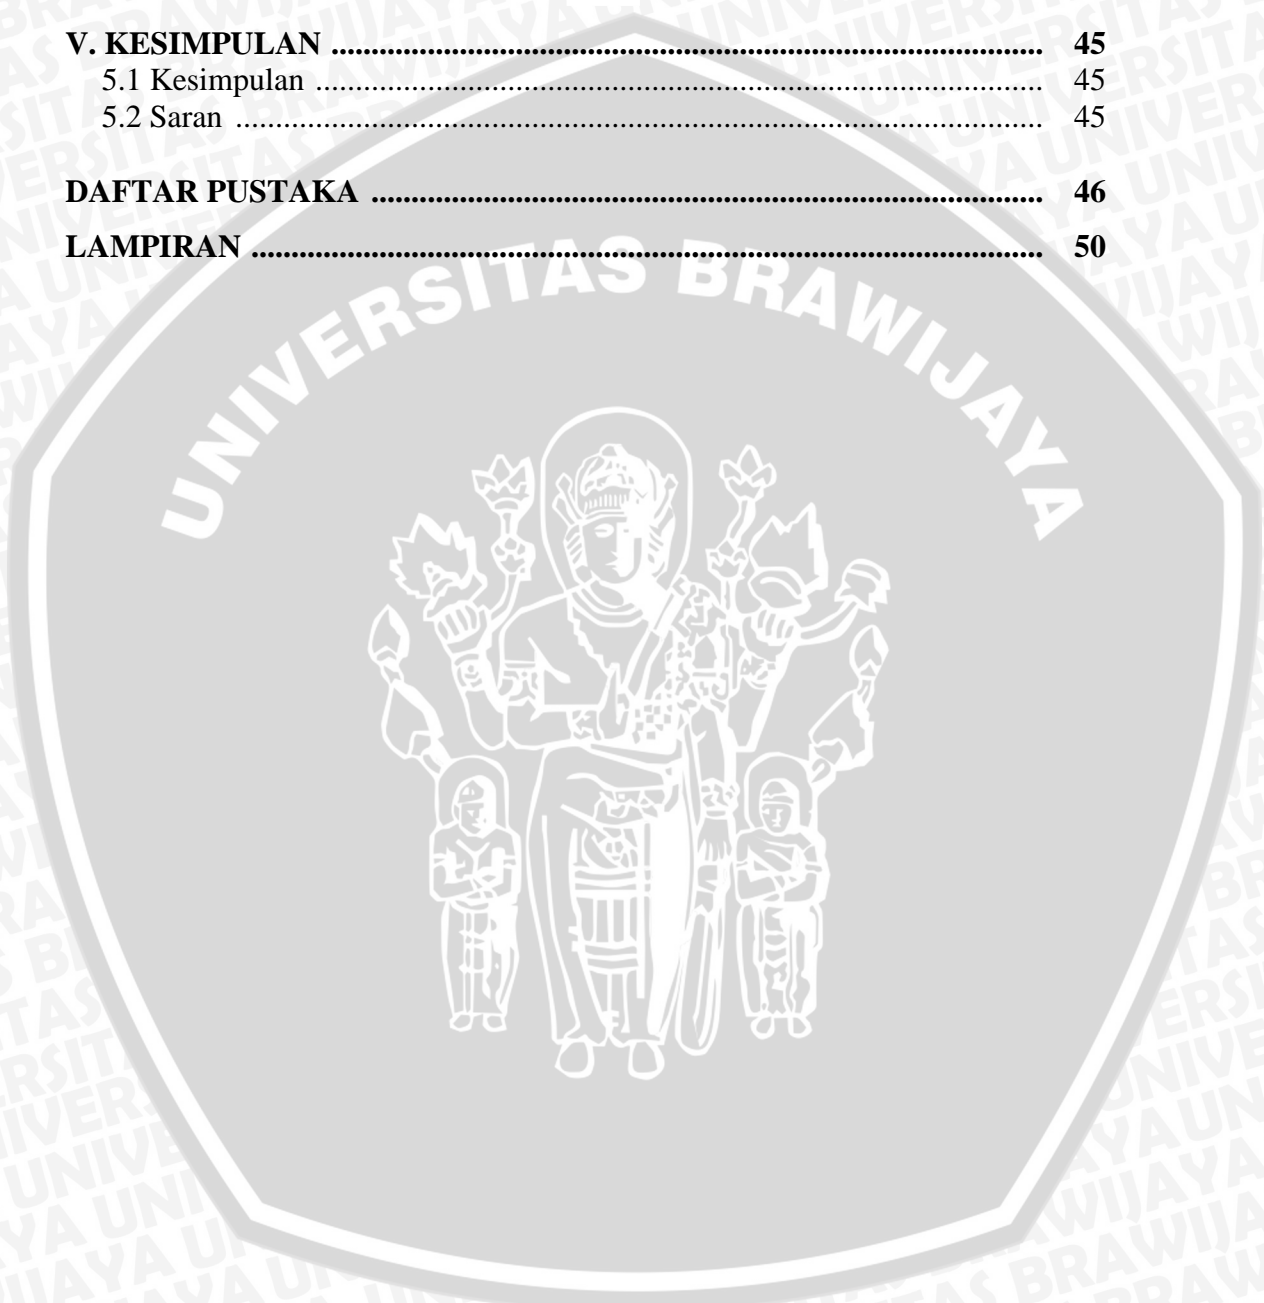 V. KESIMPULAN ........................................................................................... 45
5.1 Kesimpulan ............................................................................................ 45
5.2 Saran ...................................................................................................... 45
DAFTAR PUSTAKA ...................................................................................... 46
LAMPIRAN ..................................................................................................... 50
UNIVERSITAS BRAWIJAYA